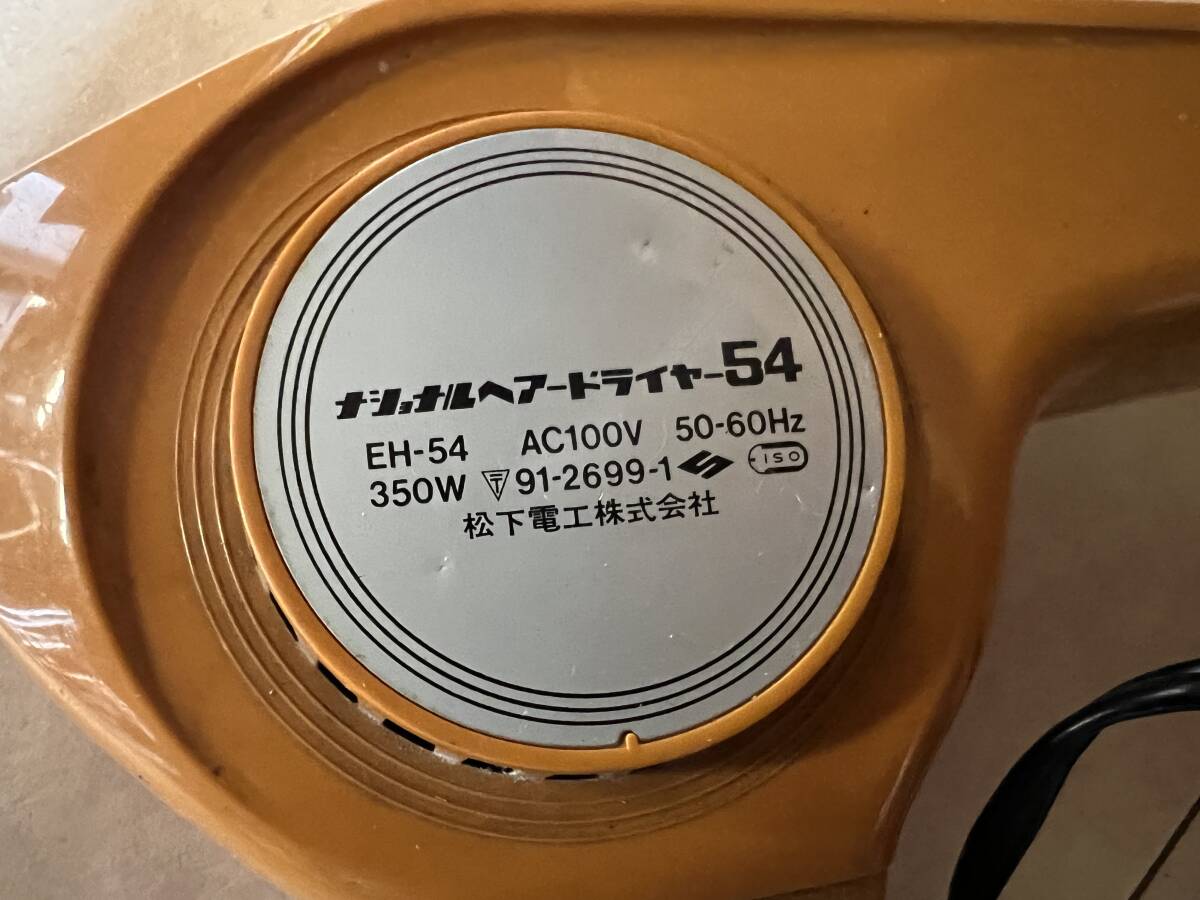 ナショナルヘアードライヤー54
EH-54 AC100V 50-60Hz
350W 〒91-2699-1 ISO
松下電工株式会社